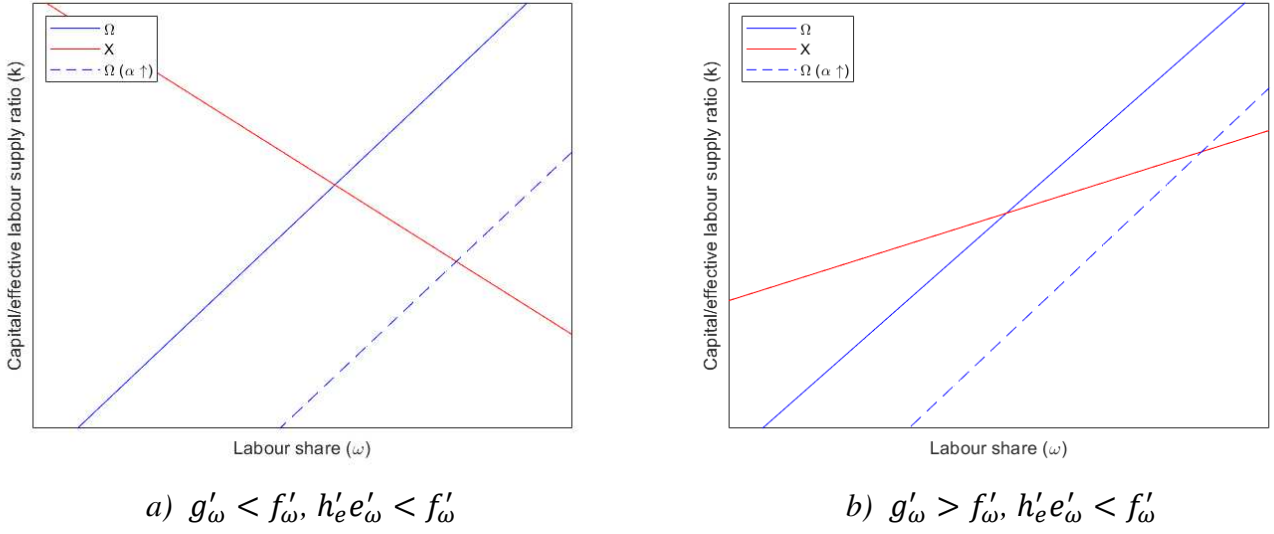 Ω
X
Ω (α ↑)
Capital/effective labour supply ratio (k)
Labour share (ω)
a) g′ω < f′ω, h′e e′ω < f′ω
Ω
X
Ω (α ↑)
Capital/effective labour supply ratio (k)
Labour share (ω)
b) g′ω > f′ω, h′e e′ω < f′ω